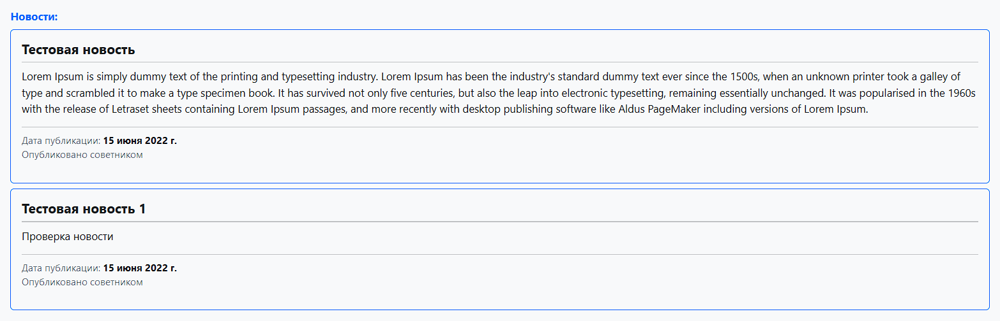 Новости:
Тестовая новость
Lorem Ipsum is simply dummy text of the printing and typesetting industry. Lorem Ipsum has been the industry's standard dummy text ever since the 1500s, when an unknown printer took a galley of
type and scrambled it to make a type specimen book. It has survived not only five centuries, but also the leap into electronic typesetting, remaining essentially unchanged. It was popularised in the 1960s
with the release of Letraset sheets containing Lorem Ipsum passages, and more recently with desktop publishing software like Aldus PageMaker including versions of Lorem Ipsum.
Дата публикации: 15 июня 2022 г.
Опубликовано советником
Тестовая новость 1
Проверка новости
Дата публикации: 15 июня 2022 г.
Опубликовано советником